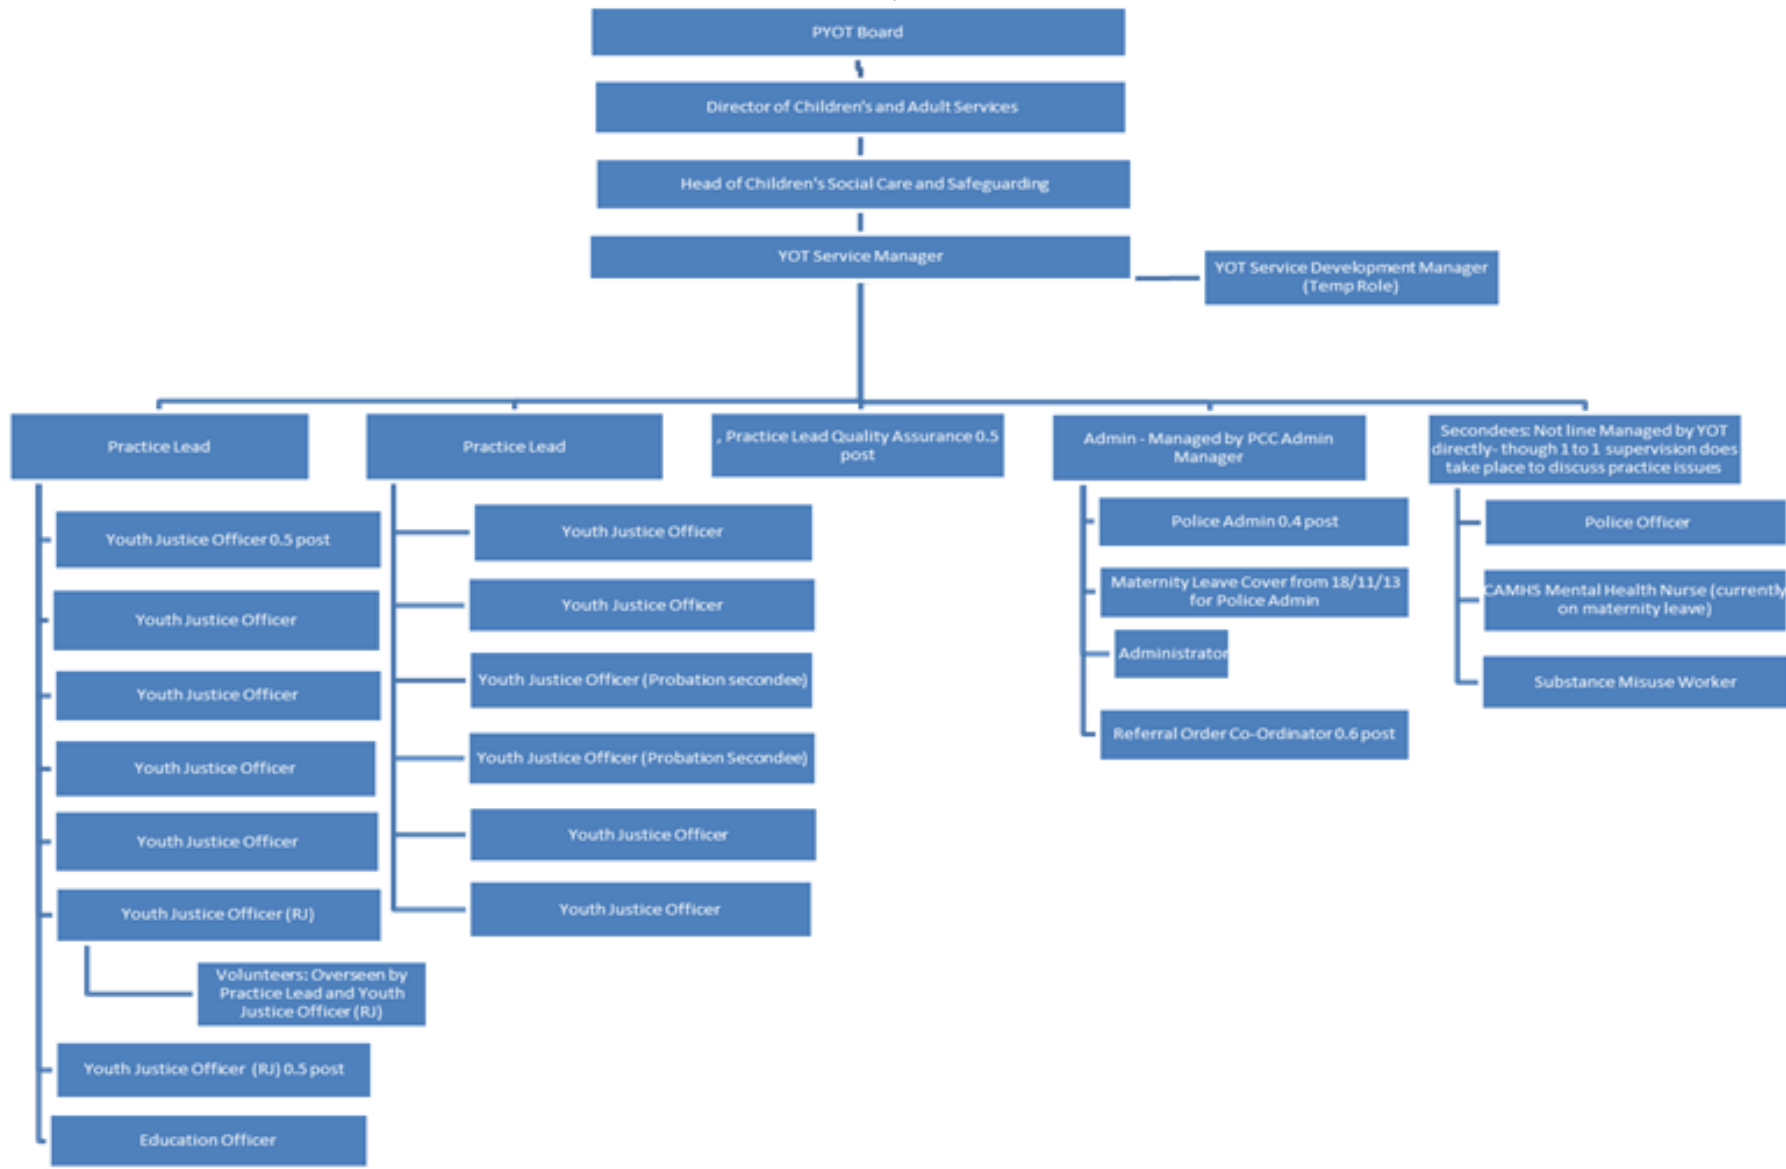 PYOT Board
Director of Children's and Adult Services
Head of Children's Social Care and Safeguarding
YOT Service Manager
YOT Service Development Manager
(Temp Role)
Practice Lead
Youth Justice Officer 0.5 post
Youth Justice Officer
Youth Justice Officer
Youth Justice Officer
Youth Justice Officer
Youth Justice Officer (RJ)
Volunteers: Overseen by
Practice Lead and Youth
Justice Officer (RJ)
Youth Justice Officer (RJ) 0.5 post
Education Officer
Practice Lead
Youth Justice Officer
Youth Justice Officer
Youth Justice Officer (Probation secondee)
Youth Justice Officer (Probation Secondee)
Youth Justice Officer
Youth Justice Officer
, Practice Lead Quality Assurance 0.5
post
Admin - Managed by PCC Admin
Manager
Police Admin 0.4 post
Maternity Leave Cover from 18/11/13
for Police Admin
Administrator
Referral Order Co-Ordinator 0.6 post
Secondees: Not line Managed by YOT
directly- though 1 to 1 supervision does
take place to discuss practice issues
Police Officer
CAMHS Mental Health Nurse (currently
on maternity leave)
Substance Misuse Worker